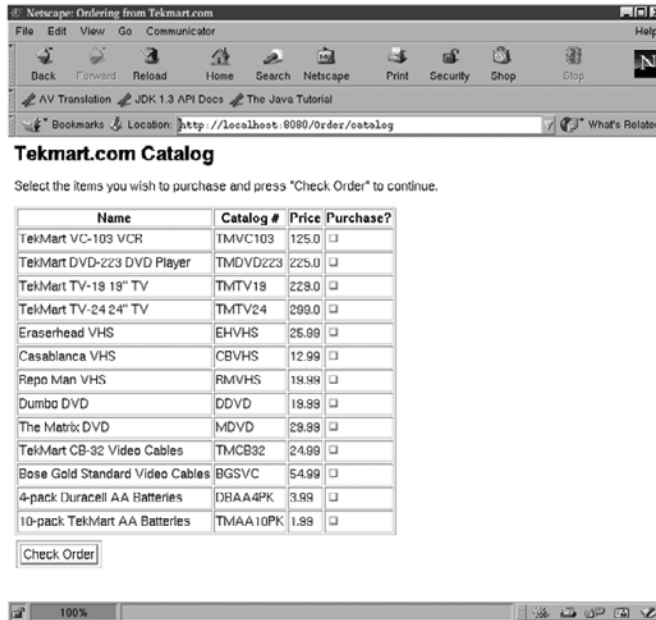 Netscape: Ordering from Tekmart.com
File Edit View Go Communicator Help
Back Forward Reload Home Search Netscape Print Security Shop Stop
AV Translation JDK 1.3 API Docs The Java Tutorial
Bookmarks Location: http://localhost:8080/Order/catalog What's Relate
Tekmart.com Catalog
Select the items you wish to purchase and press "Check Order" to continue.
Name Catalog # Price Purchase?
TekMart VC-103 VCR TMVC103 125.0
TekMart DVD-223 DVD Player TMDVD223 225.0
TekMart TV-19 19" TV TMTV19 229.0
TekMart TV-24 24" TV TMTV24 299.0
Eraserhead VHS EHVHS 25.99
Casablanca VHS CBVHS 12.99
Repo Man VHS RMVHS 19.99
Dumbo DVD DDVD 19.99
The Matrix DVD MDVD 29.99
TekMart CB-32 Video Cables TMCB32 24.99
Bose Gold Standard Video Cables BGSVC 54.99
4-pack Duracell AA Batteries DBAA4PK 3.99
10-pack TekMart AA Batteries TMAA10PK 1.99
Check Order
100%